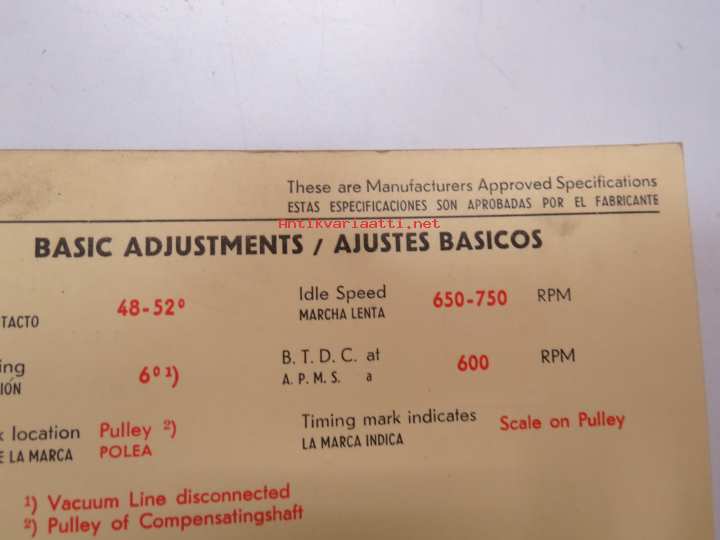 These are Manufacturers Approved Specifications
ESTAS ESPECIFICACIONES SON APROBADAS POR EL FABRICANTE
Antikvariaatti.net
BASIC ADJUSTMENTS / AJUSTES BASICOS
48-52° Idle Speed 650-750 RPM
TACTO MARCHA LENTA
ing 6° ¹) B. T. D. C. at 600 RPM
IÓN A. P. M. S. a
k location Pulley ²) Timing mark indicates Scale on Pulley
E LA MARCA POLEA LA MARCA INDICA
¹) Vacuum Line disconnected
²) Pulley of Compensatingshaft